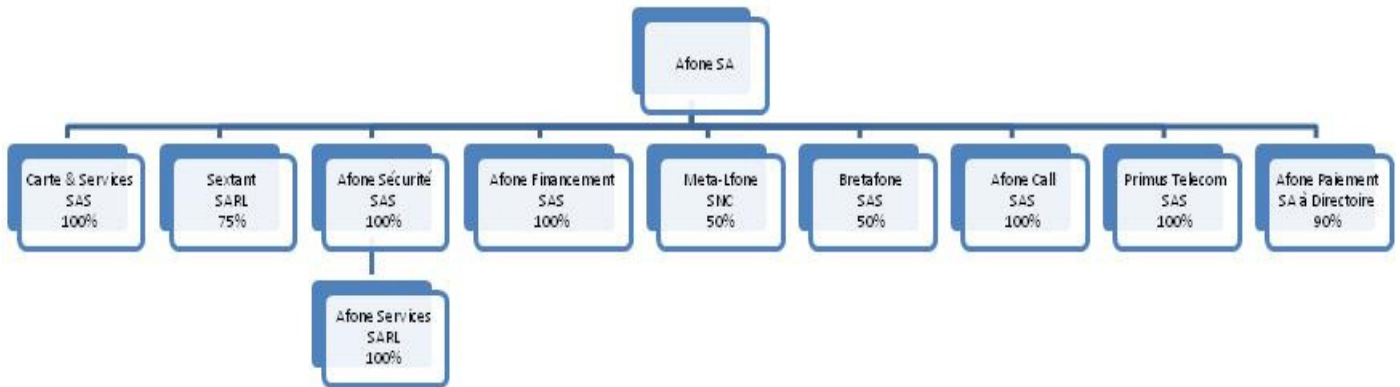 Afone SA
Carte & Services
SAS
100%
Sextant
SARL
75%
Afone Sécurité
SAS
100%
Afone Financement
SAS
100%
Meta-Lfone
SNC
50%
Bretafone
SAS
50%
Afone Call
SAS
100%
Primus Telecom
SAS
100%
Afone Paiement
SA à Directoire
90%
Afone Services
SARL
100%